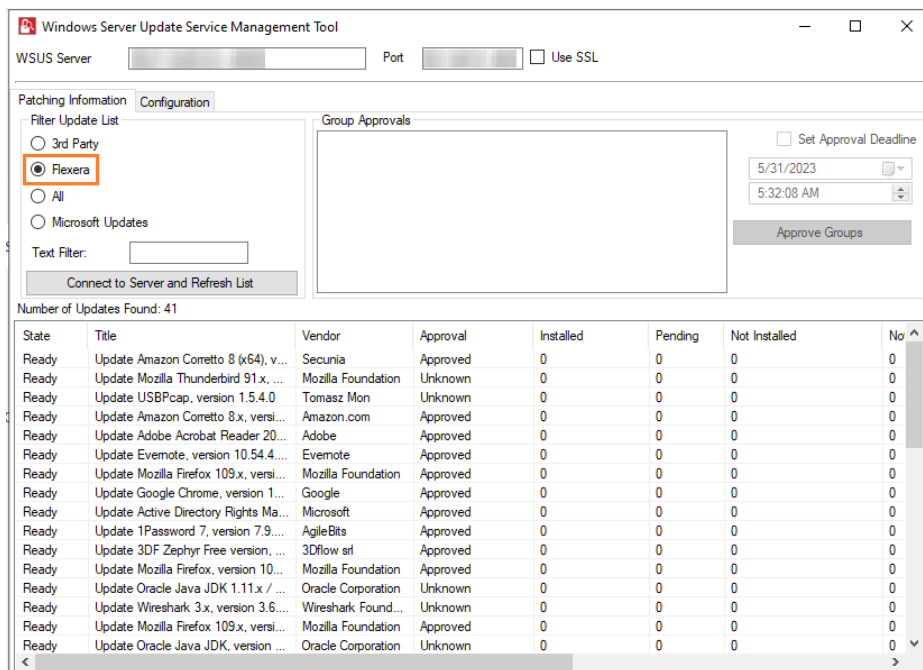 Windows Server Update Service Management Tool
WSUS Server Port Use SSL
Patching Information Configuration
Filter Update List Group Approvals
3rd Party Set Approval Deadline
Flexera 5/31/2023
All 5:32:08 AM
Microsoft Updates
Approve Groups
Text Filter:
Connect to Server and Refresh List
Number of Updates Found: 41
State Title Vendor Approval Installed Pending Not Installed No
Ready Update Amazon Corretto 8 (x64), v... Secunia Approved 0 0 0 0
Ready Update Mozilla Thunderbird 91.x, ... Mozilla Foundation Unknown 0 0 0 0
Ready Update USBPcap, version 1.5.4.0 Tomasz Mon Unknown 0 0 0 0
Ready Update Amazon Corretto 8.x, versi... Amazon.com Approved 0 0 0 0
Ready Update Adobe Acrobat Reader 20... Adobe Approved 0 0 0 0
Ready Update Evernote, version 10.54.4.... Evernote Approved 0 0 0 0
Ready Update Mozilla Firefox 109.x, versi... Mozilla Foundation Approved 0 0 0 0
Ready Update Google Chrome, version 1... Google Approved 0 0 0 0
Ready Update Active Directory Rights Ma... Microsoft Approved 0 0 0 0
Ready Update 1Password 7, version 7.9.... AgileBits Approved 0 0 0 0
Ready Update 3DF Zephyr Free version, ... 3Dflow srl Approved 0 0 0 0
Ready Update Mozilla Firefox, version 10... Mozilla Foundation Approved 0 0 0 0
Ready Update Oracle Java JDK 1.11.x / ... Oracle Corporation Unknown 0 0 0 0
Ready Update Wireshark 3.x, version 3.6.... Wireshark Found... Unknown 0 0 0 0
Ready Update Mozilla Firefox 109.x, versi... Mozilla Foundation Approved 0 0 0 0
Ready Update Oracle Java JDK, version ... Oracle Corporation Unknown 0 0 0 0